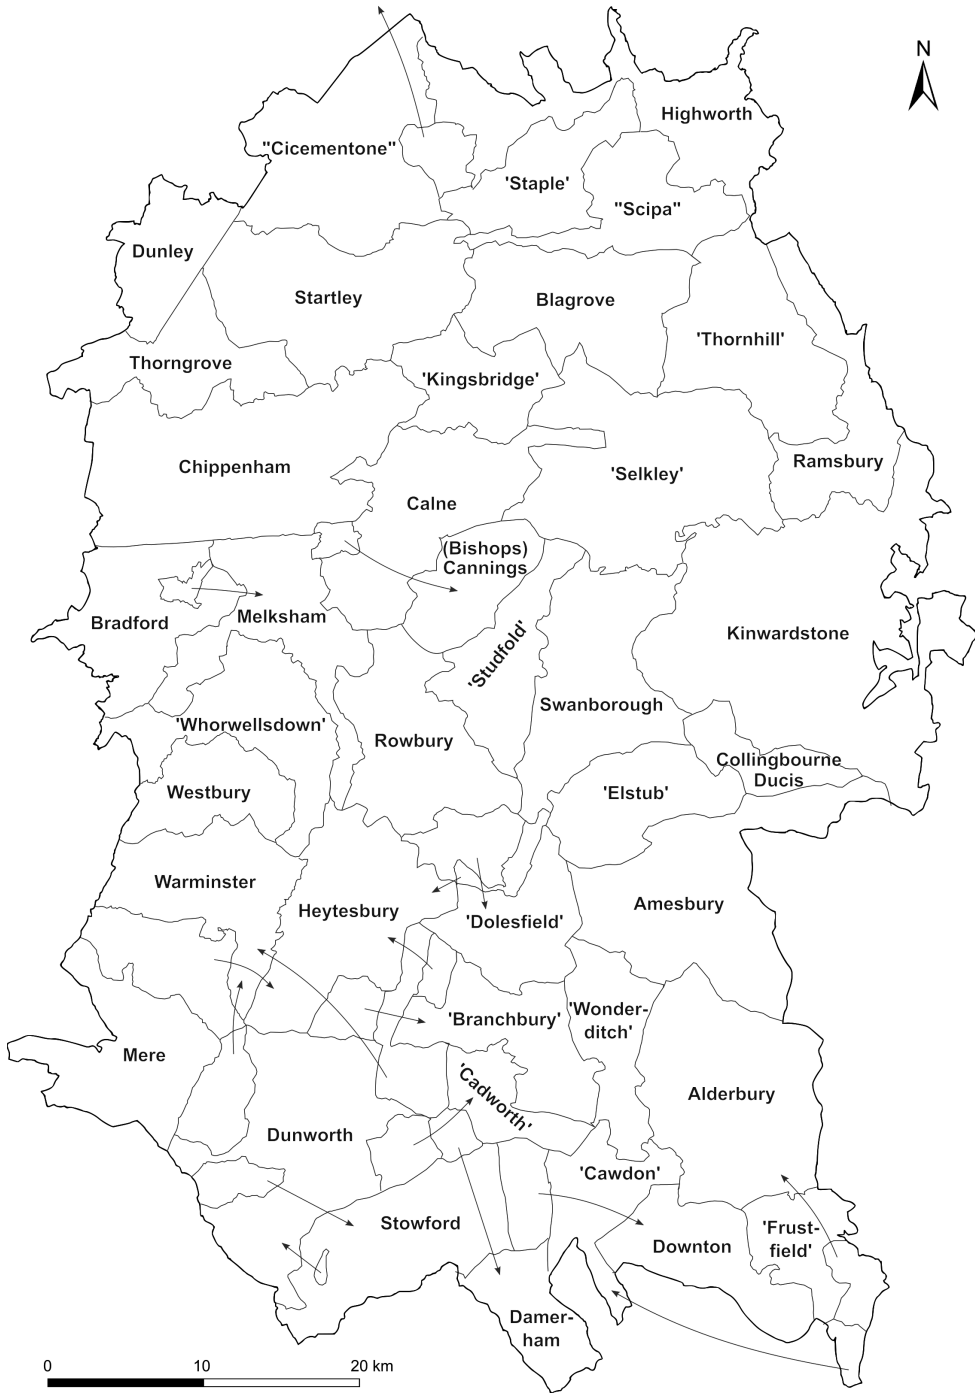 N
Highworth
"Cicementone"
'Staple'
"Scipa"
Dunley
Startley
Blagrove
'Thornhill'
Thorngrove
'Kingsbridge'
Chippenham
'Selkley'
Ramsbury
Calne
(Bishops)
Cannings
Bradford
Melksham
'Studfold'
Kinwardstone
'Whorwellsdown'
Rowbury
Swanborough
Collingbourne
Ducis
Westbury
'Elstub'
Warminster
Heytesbury
'Dolesfield'
Amesbury
'Branchbury'
'Wonder-
ditch'
Mere
'Cadworth'
Alderbury
Dunworth
'Cawdon'
Stowford
Downton
'Frust-
field'
Damer-
ham
0 10 20 km